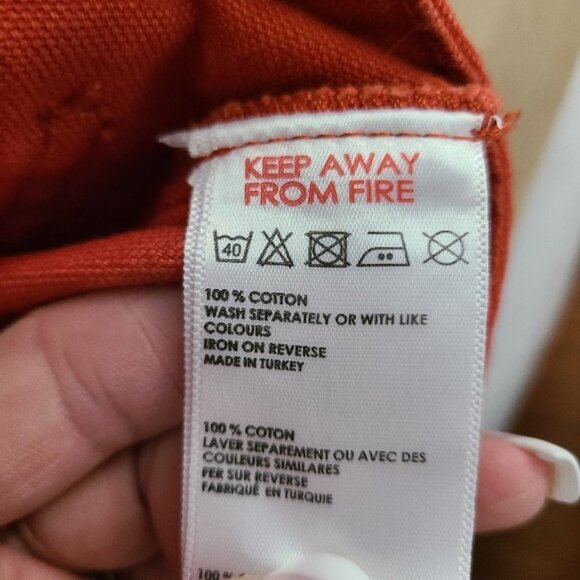 KEEP AWAY
FROM FIRE
40
100 % COTTON
WASH SEPARATELY OR WITH LIKE
COLOURS
IRON ON REVERSE
MADE IN TURKEY
100 % COTON
LAVER SEPAREMENT OU AVEC DES
COULEURS SIMILARES
FER SUR REVERSE
FABRIQUÉ EN TURQUIE
100 %